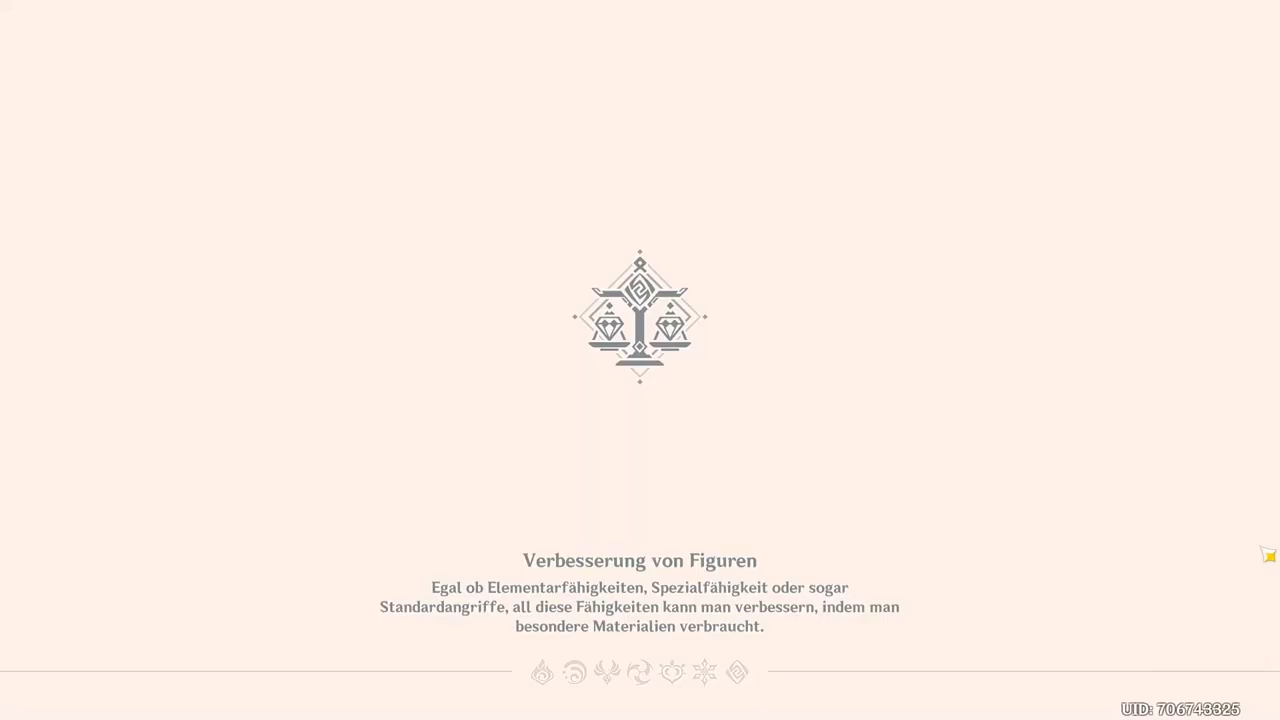 Verbesserung von Figuren
Egal ob Elementarfähigkeiten, Spezialfähigkeit oder sogar
Standardangriffe, all diese Fähigkeiten kann man verbessern, indem man
besondere Materialien verbraucht.
UID: 706743325